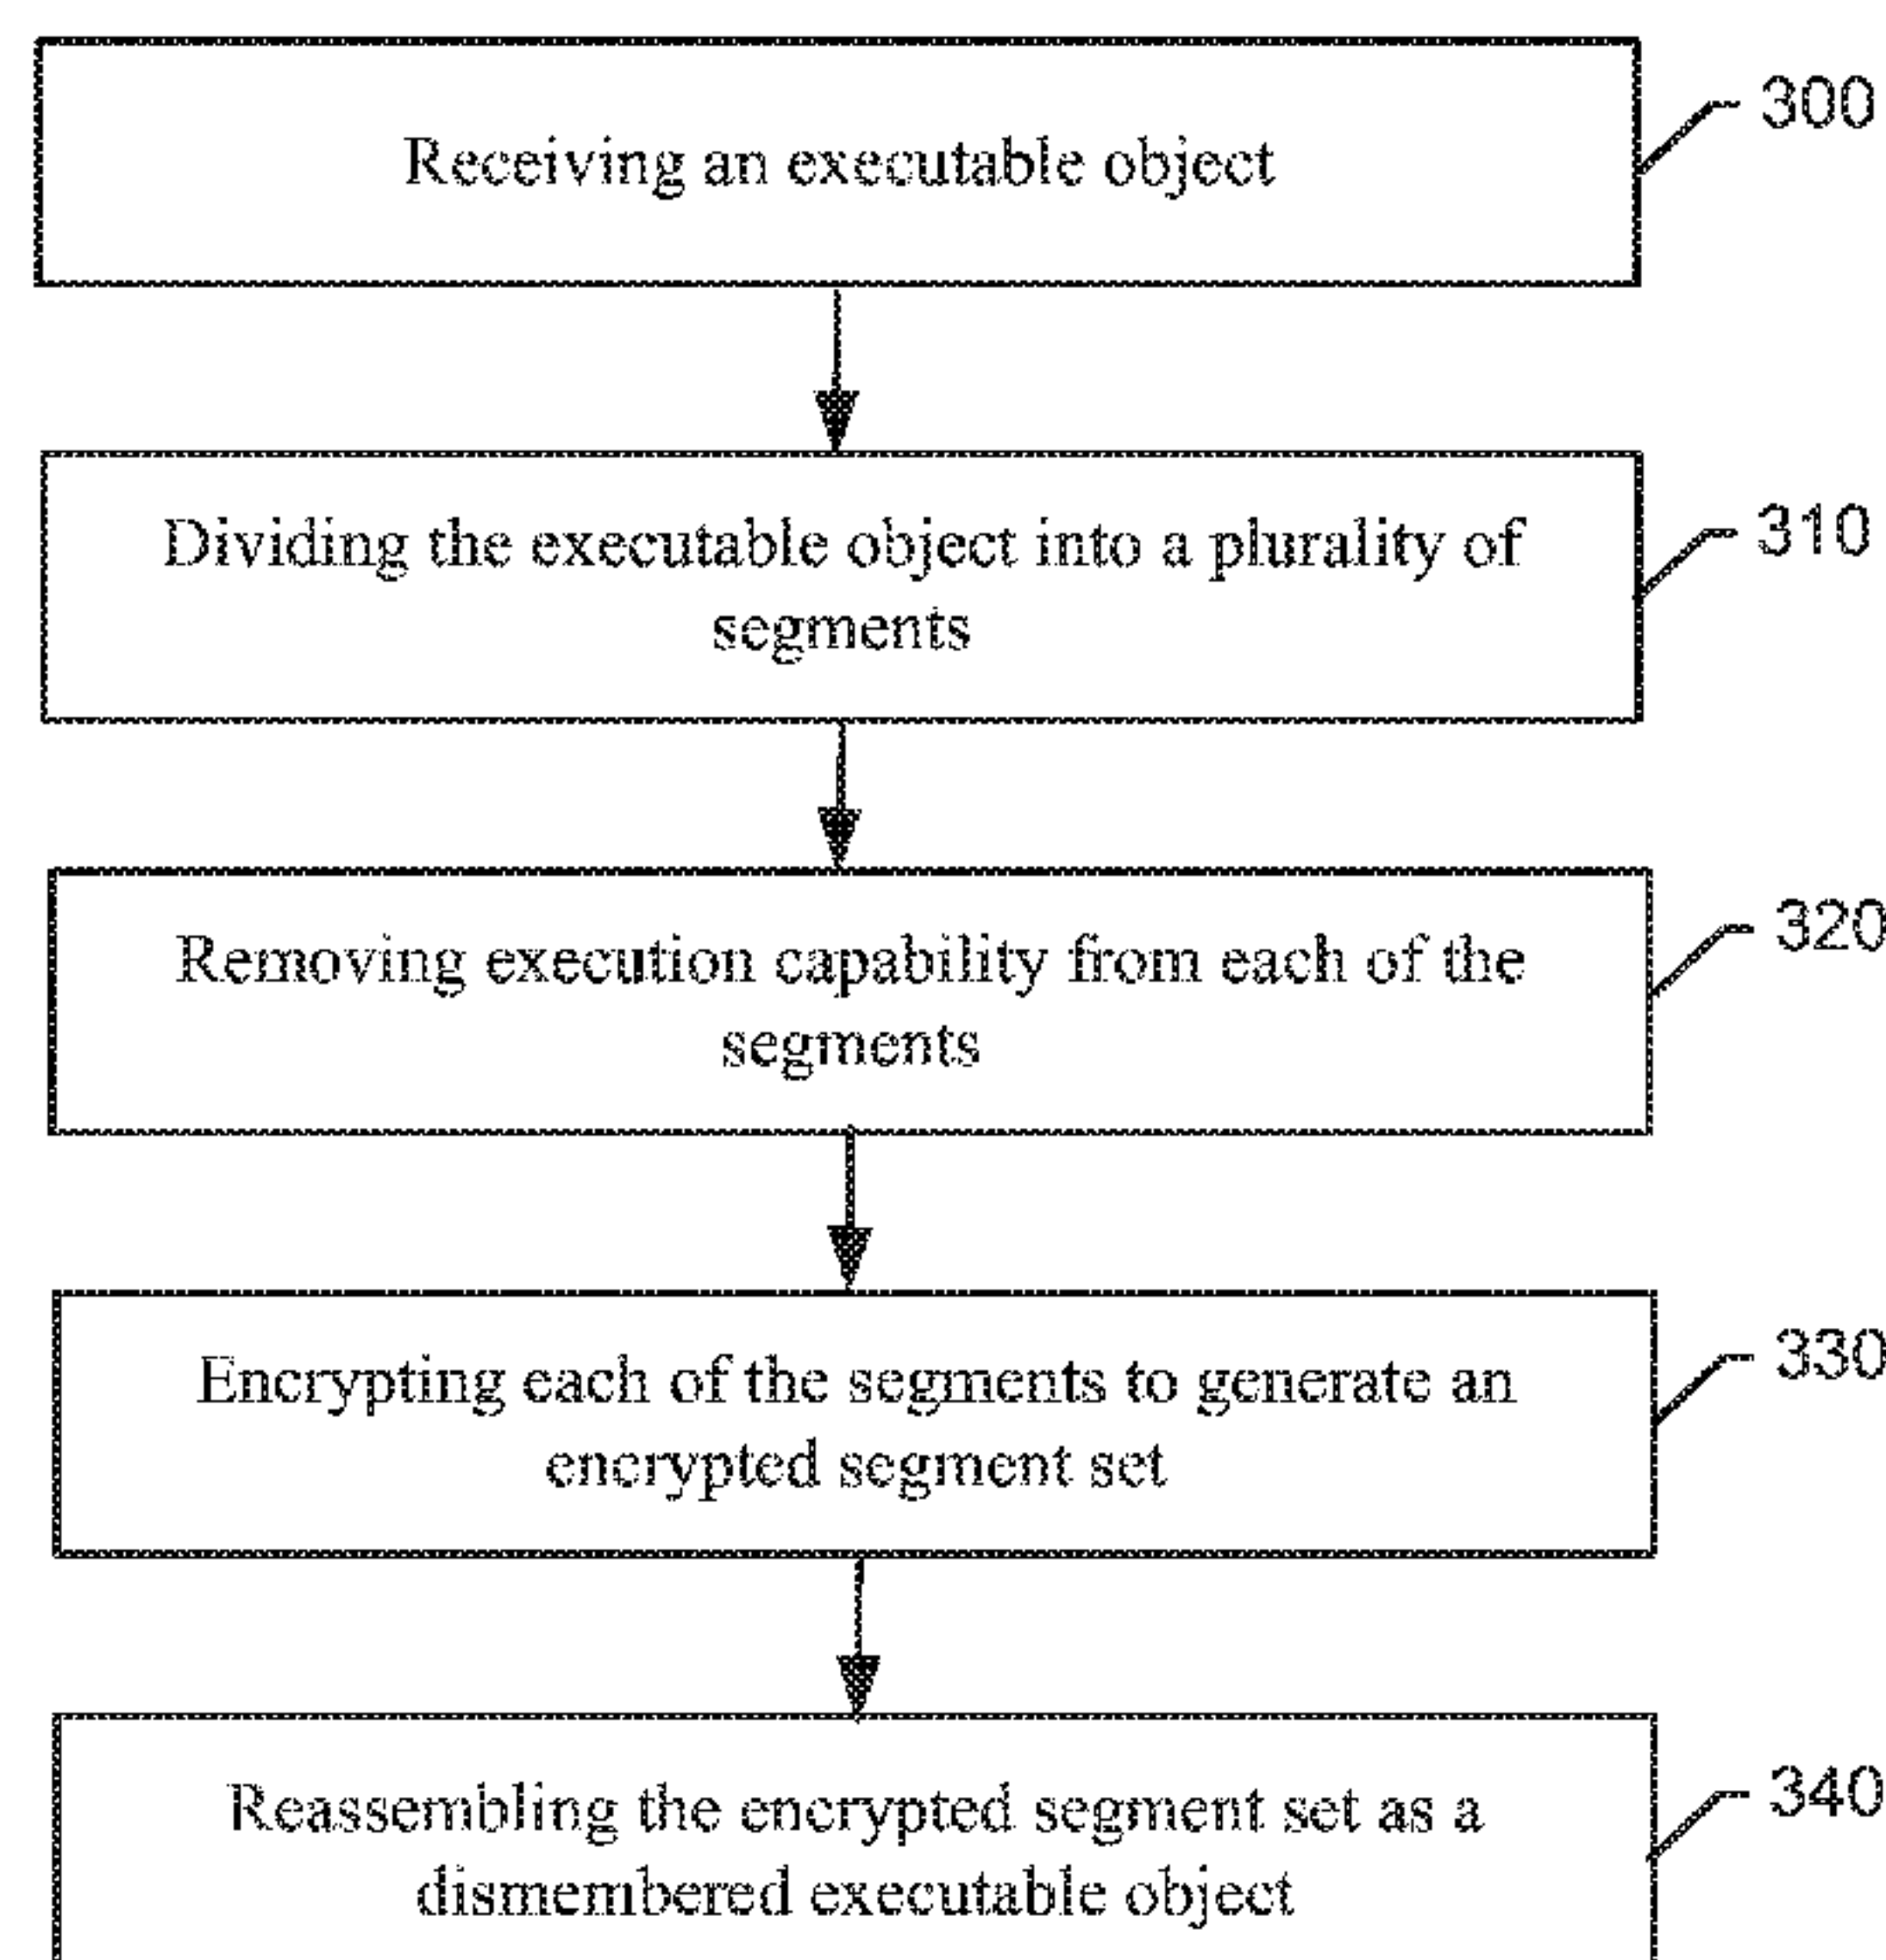 Receiving an executable object
300
Dividing the executable object into a plurality of
segments
310
Removing execution capability from each of the
segments
320
Encrypting each of the segments to generate an
encrypted segment set
330
Reassembling the encrypted segment set as a
dismembered executable object
340